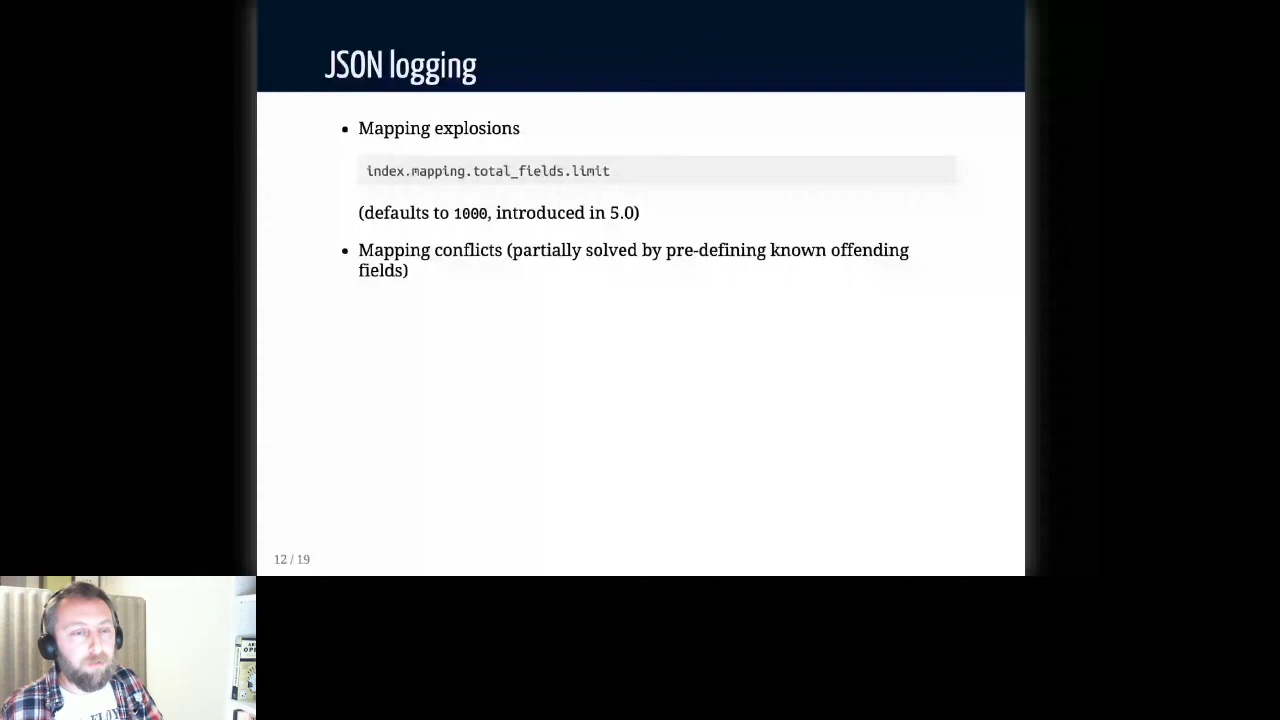 JSON logging
• Mapping explosions
index.mapping.total_fields.limit
(defaults to 1000, introduced in 5.0)
• Mapping conflicts (partially solved by pre-defining known offending
fields)
12 / 19